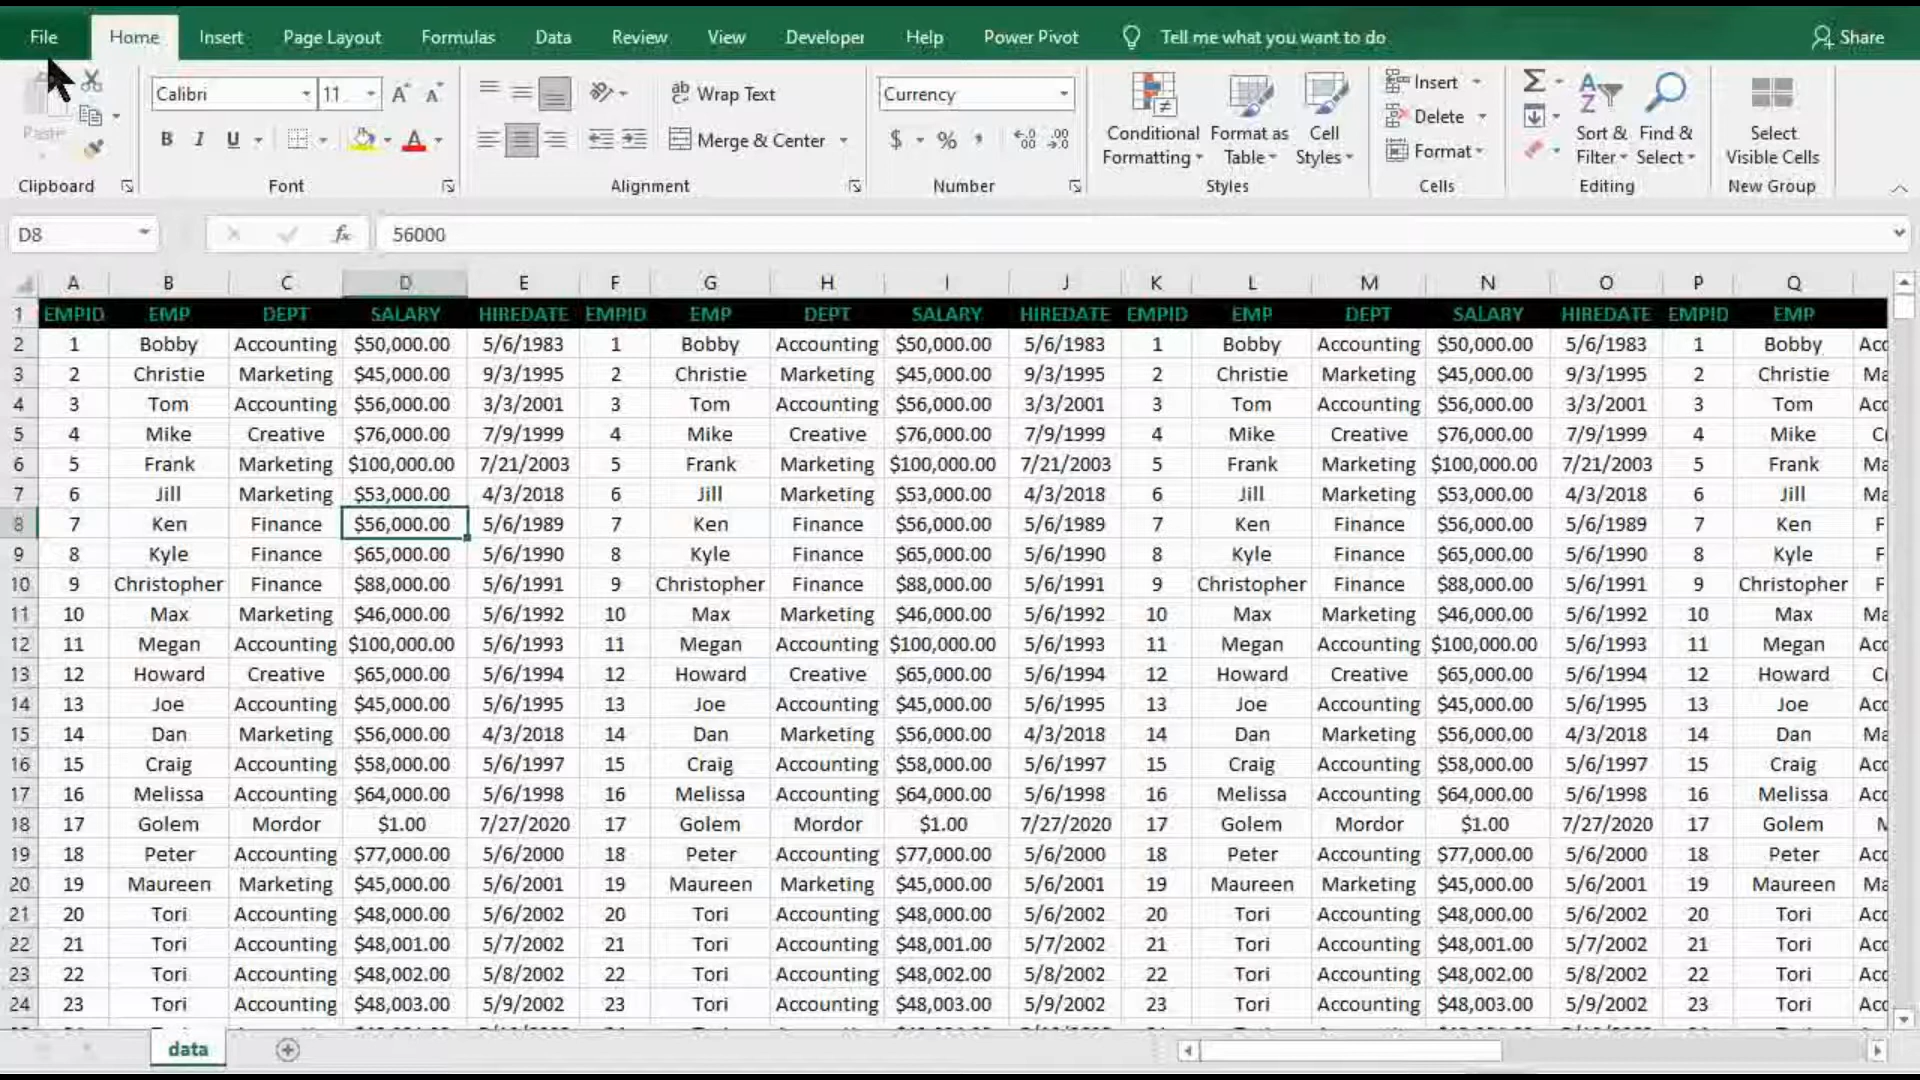 File Home Insert Page Layout Formulas Data Review View Developer Help Power Pivot Tell me what you want to do Share
Calibri 11 Wrap Text Currency Insert
Paste B I U Merge & Center $ % , Conditional Formatting Format as Table Cell Styles Delete Format Sort & Filter Find & Select Select Visible Cells
Clipboard Font Alignment Number Styles Cells Editing New Group
D8 fx 56000
A B C D E F G H I J K L M N O P Q
1 EMPID EMP DEPT SALARY HIREDATE EMPID EMP DEPT SALARY HIREDATE EMPID EMP DEPT SALARY HIREDATE EMPID EMP
2 1 Bobby Accounting $50,000.00 5/6/1983 1 Bobby Accounting $50,000.00 5/6/1983 1 Bobby Accounting $50,000.00 5/6/1983 1 Bobby
3 2 Christie Marketing $45,000.00 9/3/1995 2 Christie Marketing $45,000.00 9/3/1995 2 Christie Marketing $45,000.00 9/3/1995 2 Christie
4 3 Tom Accounting $56,000.00 3/3/2001 3 Tom Accounting $56,000.00 3/3/2001 3 Tom Accounting $56,000.00 3/3/2001 3 Tom
5 4 Mike Creative $76,000.00 7/9/1999 4 Mike Creative $76,000.00 7/9/1999 4 Mike Creative $76,000.00 7/9/1999 4 Mike
6 5 Frank Marketing $100,000.00 7/21/2003 5 Frank Marketing $100,000.00 7/21/2003 5 Frank Marketing $100,000.00 7/21/2003 5 Frank
7 6 Jill Marketing $53,000.00 4/3/2018 6 Jill Marketing $53,000.00 4/3/2018 6 Jill Marketing $53,000.00 4/3/2018 6 Jill
8 7 Ken Finance $56,000.00 5/6/1989 7 Ken Finance $56,000.00 5/6/1989 7 Ken Finance $56,000.00 5/6/1989 7 Ken
9 8 Kyle Finance $65,000.00 5/6/1990 8 Kyle Finance $65,000.00 5/6/1990 8 Kyle Finance $65,000.00 5/6/1990 8 Kyle
10 9 Christopher Finance $88,000.00 5/6/1991 9 Christopher Finance $88,000.00 5/6/1991 9 Christopher Finance $88,000.00 5/6/1991 9 Christopher
11 10 Max Marketing $46,000.00 5/6/1992 10 Max Marketing $46,000.00 5/6/1992 10 Max Marketing $46,000.00 5/6/1992 10 Max
12 11 Megan Accounting $100,000.00 5/6/1993 11 Megan Accounting $100,000.00 5/6/1993 11 Megan Accounting $100,000.00 5/6/1993 11 Megan
13 12 Howard Creative $65,000.00 5/6/1994 12 Howard Creative $65,000.00 5/6/1994 12 Howard Creative $65,000.00 5/6/1994 12 Howard
14 13 Joe Accounting $45,000.00 5/6/1995 13 Joe Accounting $45,000.00 5/6/1995 13 Joe Accounting $45,000.00 5/6/1995 13 Joe
15 14 Dan Marketing $56,000.00 4/3/2018 14 Dan Marketing $56,000.00 4/3/2018 14 Dan Marketing $56,000.00 4/3/2018 14 Dan
16 15 Craig Accounting $58,000.00 5/6/1997 15 Craig Accounting $58,000.00 5/6/1997 15 Craig Accounting $58,000.00 5/6/1997 15 Craig
17 16 Melissa Accounting $64,000.00 5/6/1998 16 Melissa Accounting $64,000.00 5/6/1998 16 Melissa Accounting $64,000.00 5/6/1998 16 Melissa
18 17 Golem Mordor $1.00 7/27/2020 17 Golem Mordor $1.00 7/27/2020 17 Golem Mordor $1.00 7/27/2020 17 Golem
19 18 Peter Accounting $77,000.00 5/6/2000 18 Peter Accounting $77,000.00 5/6/2000 18 Peter Accounting $77,000.00 5/6/2000 18 Peter
20 19 Maureen Marketing $45,000.00 5/6/2001 19 Maureen Marketing $45,000.00 5/6/2001 19 Maureen Marketing $45,000.00 5/6/2001 19 Maureen
21 20 Tori Accounting $48,000.00 5/6/2002 20 Tori Accounting $48,000.00 5/6/2002 20 Tori Accounting $48,000.00 5/6/2002 20 Tori
22 21 Tori Accounting $48,001.00 5/7/2002 21 Tori Accounting $48,001.00 5/7/2002 21 Tori Accounting $48,001.00 5/7/2002 21 Tori
23 22 Tori Accounting $48,002.00 5/8/2002 22 Tori Accounting $48,002.00 5/8/2002 22 Tori Accounting $48,002.00 5/8/2002 22 Tori
24 23 Tori Accounting $48,003.00 5/9/2002 23 Tori Accounting $48,003.00 5/9/2002 23 Tori Accounting $48,003.00 5/9/2002 23 Tori
data